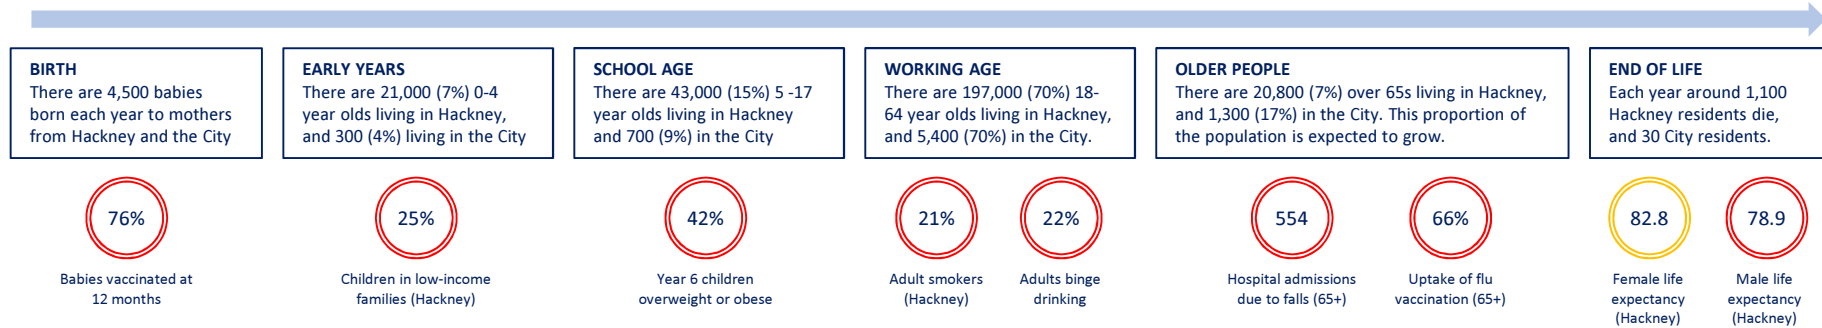 BIRTH
There are 4,500 babies
born each year to mothers
from Hackney and the City
EARLY YEARS
There are 21,000 (7%) 0-4
year olds living in Hackney,
and 300 (4%) living in the City
SCHOOL AGE
There are 43,000 (15%) 5 -17
year olds living in Hackney
and 700 (9%) in the City
WORKING AGE
There are 197,000 (70%) 18-
64 year olds living in Hackney,
and 5,400 (70%) in the City.
OLDER PEOPLE
There are 20,800 (7%) over 65s living in Hackney,
and 1,300 (17%) in the City. This proportion of
the population is expected to grow.
END OF LIFE
Each year around 1,100
Hackney residents die,
and 30 City residents.
76%
Babies vaccinated at
12 months
25%
Children in low-income
families (Hackney)
42%
Year 6 children
overweight or obese
21%
Adult smokers
(Hackney)
22%
Adults binge
drinking
554
Hospital admissions
due to falls (65+)
66%
Uptake of flu
vaccination (65+)
82.8
Female life
expectancy
(Hackney)
78.9
Male life
expectancy
(Hackney)